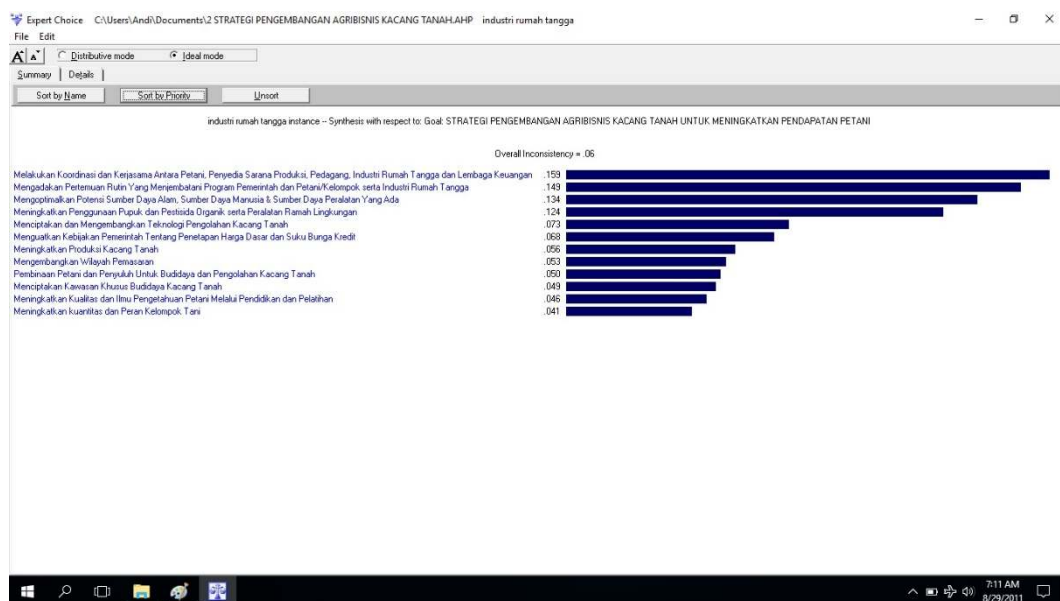 Expert Choice C:\Users\Andi\Documents\2 STRATEGI PENGEMBANGAN AGRIBISNIS KACANG TANAH.AHP industri rumah tangga
File Edit
A A Distributive mode Ideal mode
Summary Details
Sort by Name Sort by Priority Unsort
industri rumah tangga instance -- Synthesis with respect to: Goal: STRATEGI PENGEMBANGAN AGRIBISNIS KACANG TANAH UNTUK MENINGKATKAN PENDAPATAN PETANI
Overall Inconsistency = .06
Melakukan Koordinasi dan Kerjasama Antara Petani, Penyedia Sarana Produksi, Pedagang, Industri Rumah Tangga dan Lembaga Keuangan .159
Mengadakan Pertemuan Rutin Yang Menjembatani Program Pemerintah dan Petani/Kelompok serta Industri Rumah Tangga .149
Mengoptimalkan Potensi Sumber Daya Alam, Sumber Daya Manusia & Sumber Daya Peralatan Yang Ada .134
Meningkatkan Penggunaan Pupuk dan Pestisida Organik serta Peralatan Ramah Lingkungan .124
Menciptakan dan Mengembangkan Teknologi Pengolahan Kacang Tanah .073
Menguatkan Kebijakan Pemerintah Tentang Penetapan Harga Dasar dan Suku Bunga Kredit .068
Meningkatkan Produksi Kacang Tanah .056
Mengembangkan Wilayah Pemasaran .053
Pembinaan Petani dan Penyuluh Untuk Budidaya dan Pengolahan Kacang Tanah .050
Menciptakan Kawasan Khusus Budidaya Kacang Tanah .049
Meningkatkan Kualitas dan Ilmu Pengetahuan Petani Melalui Pendidikan dan Pelatihan .046
Meningkatkan kuantitas dan Peran Kelompok Tani .041
7:11 AM
8/29/2011